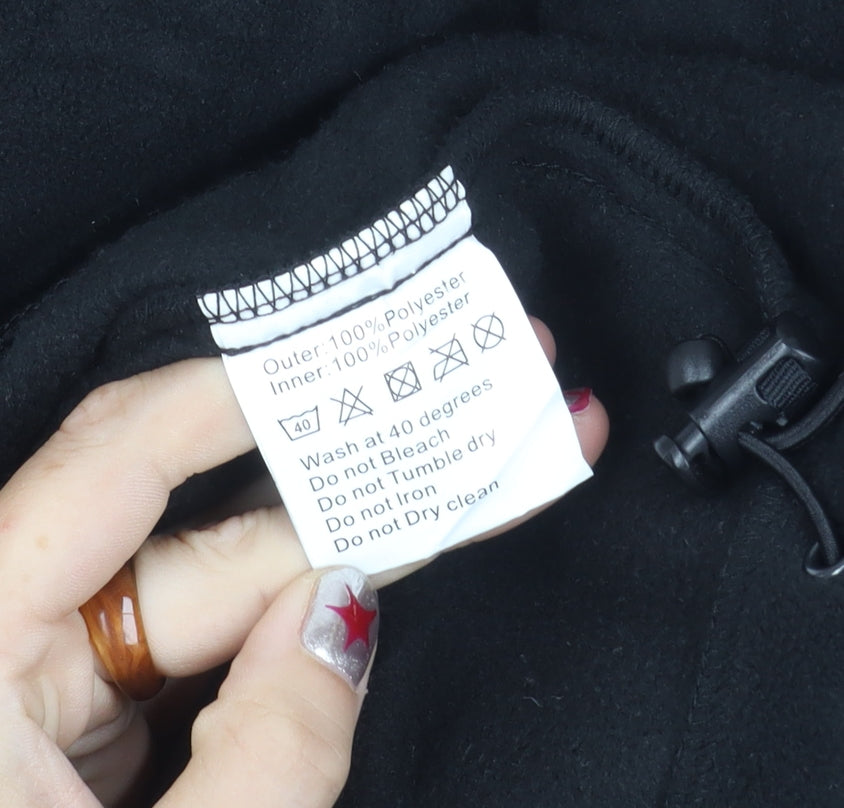 Outer:100%Polyester
Inner:100%Polyester
40
Wash at 40 degrees
Do not Bleach
Do not Tumble dry
Do not Iron
Do not Dry clean